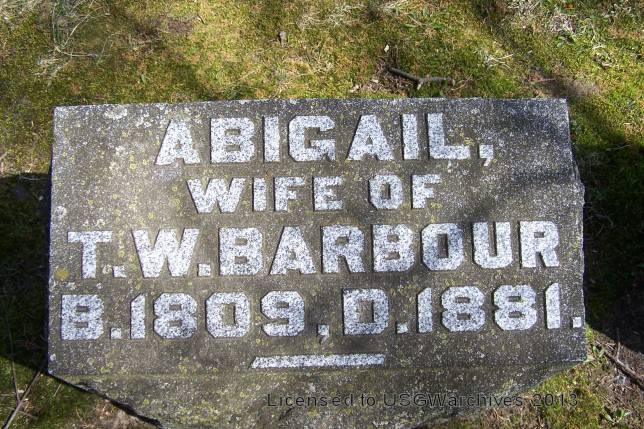 ABIGAIL,
WIFE OF
T.W. BARBOUR
B. 1809, D. 1881.
Licensed to USGWarchives 2013